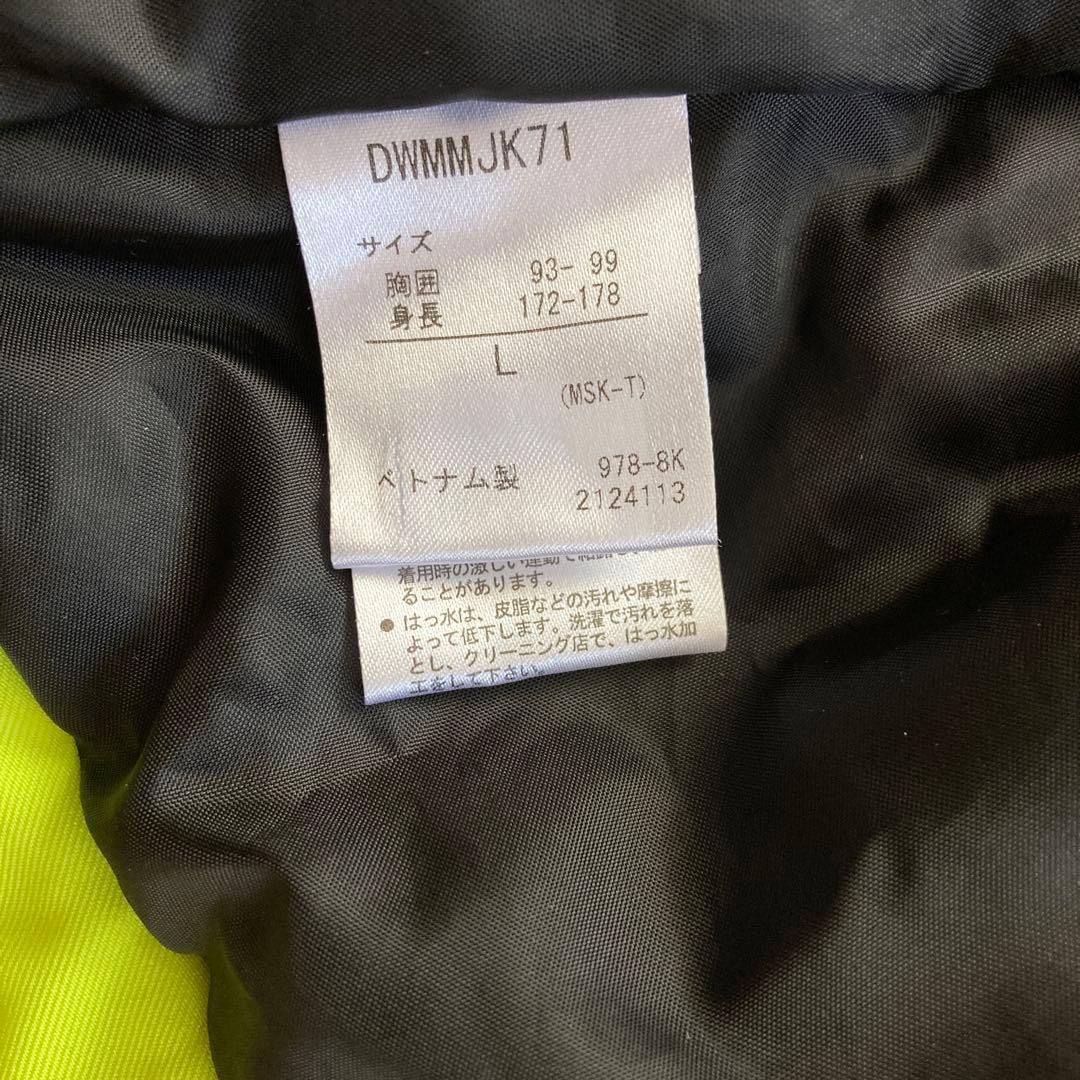 DWMMJK71
サイズ
胸囲 93- 99
身長 172-178
L
(MSK-T)
ベトナム製 978-8K
2124113
着用時の激しい運動で結露
ることがあります。
● はっ水は、皮脂などの汚れや摩擦に
よって低下します。洗濯で汚れを落
とし、クリーニング店で、はっ水加
工をして下さい。